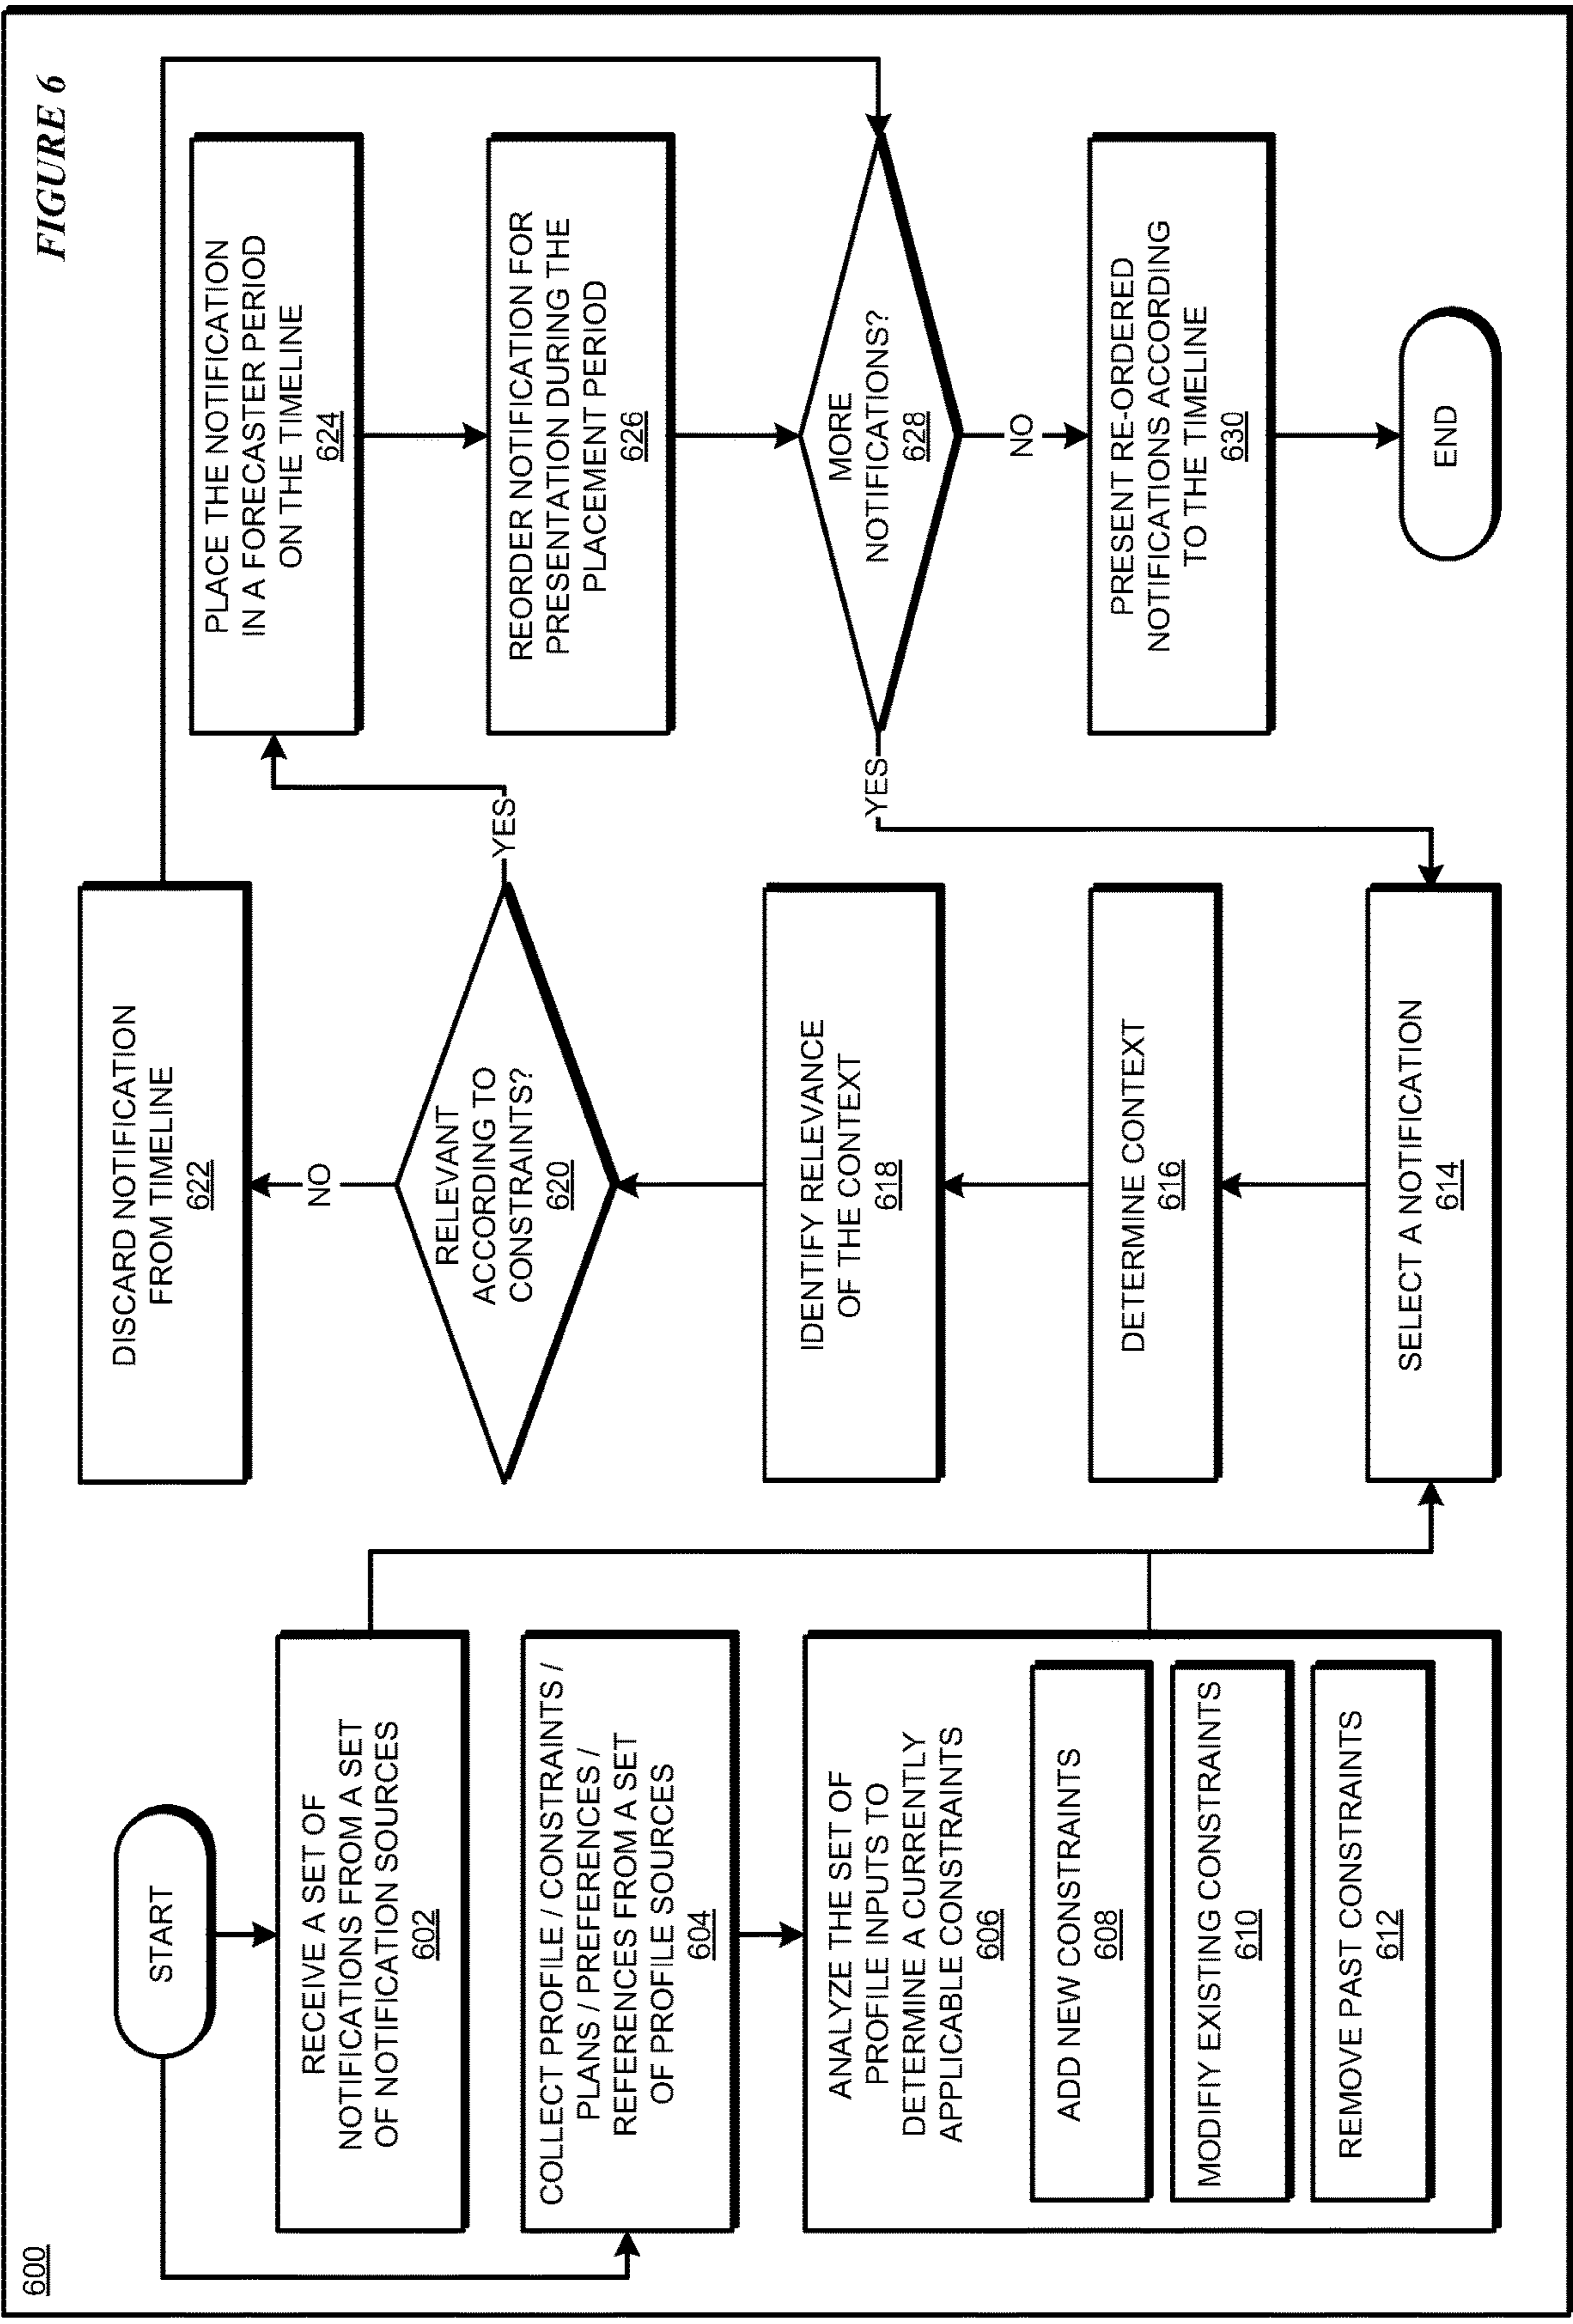 600
FIGURE 6
START
RECEIVE A SET OF
NOTIFICATIONS FROM A SET
OF NOTIFICATION SOURCES
602
COLLECT PROFILE / CONSTRAINTS /
PLANS / PREFERENCES /
REFERENCES FROM A SET
OF PROFILE SOURCES
604
ANALYZE THE SET OF
PROFILE INPUTS TO
DETERMINE A CURRENTLY
APPLICABLE CONSTRAINTS
606
ADD NEW CONSTRAINTS
608
MODIFIY EXISTING CONSTRAINTS
610
REMOVE PAST CONSTRAINTS
612
DISCARD NOTIFICATION
FROM TIMELINE
622
NO
RELEVANT
ACCORDING TO
CONSTRAINTS?
620
YES
IDENTIFY RELEVANCE
OF THE CONTEXT
618
DETERMINE CONTEXT
616
SELECT A NOTIFICATION
614
PLACE THE NOTIFICATION
IN A FORECASTER PERIOD
ON THE TIMELINE
624
REORDER NOTIFICATION FOR
PRESENTATION DURING THE
PLACEMENT PERIOD
626
MORE
NOTIFICATIONS?
628
YES
NO
PRESENT RE-ORDERED
NOTIFICATIONS ACCORDING
TO THE TIMELINE
630
END